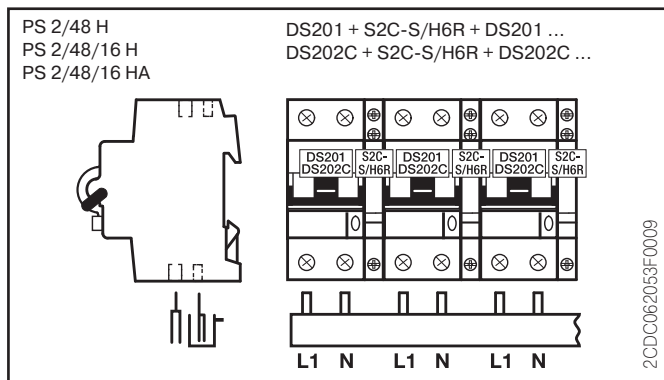 PS 2/48 H
PS 2/48/16 H
PS 2/48/16 HA
DS201 + S2C-S/H6R + DS201 ...
DS202C + S2C-S/H6R + DS202C ...
DS201
DS202C
S2C-
S/H6R
DS201
DS202C
S2C-
S/H6R
DS201
DS202C
S2C-
S/H6R
L1 N L1 N L1 N
2CDC062053F0009